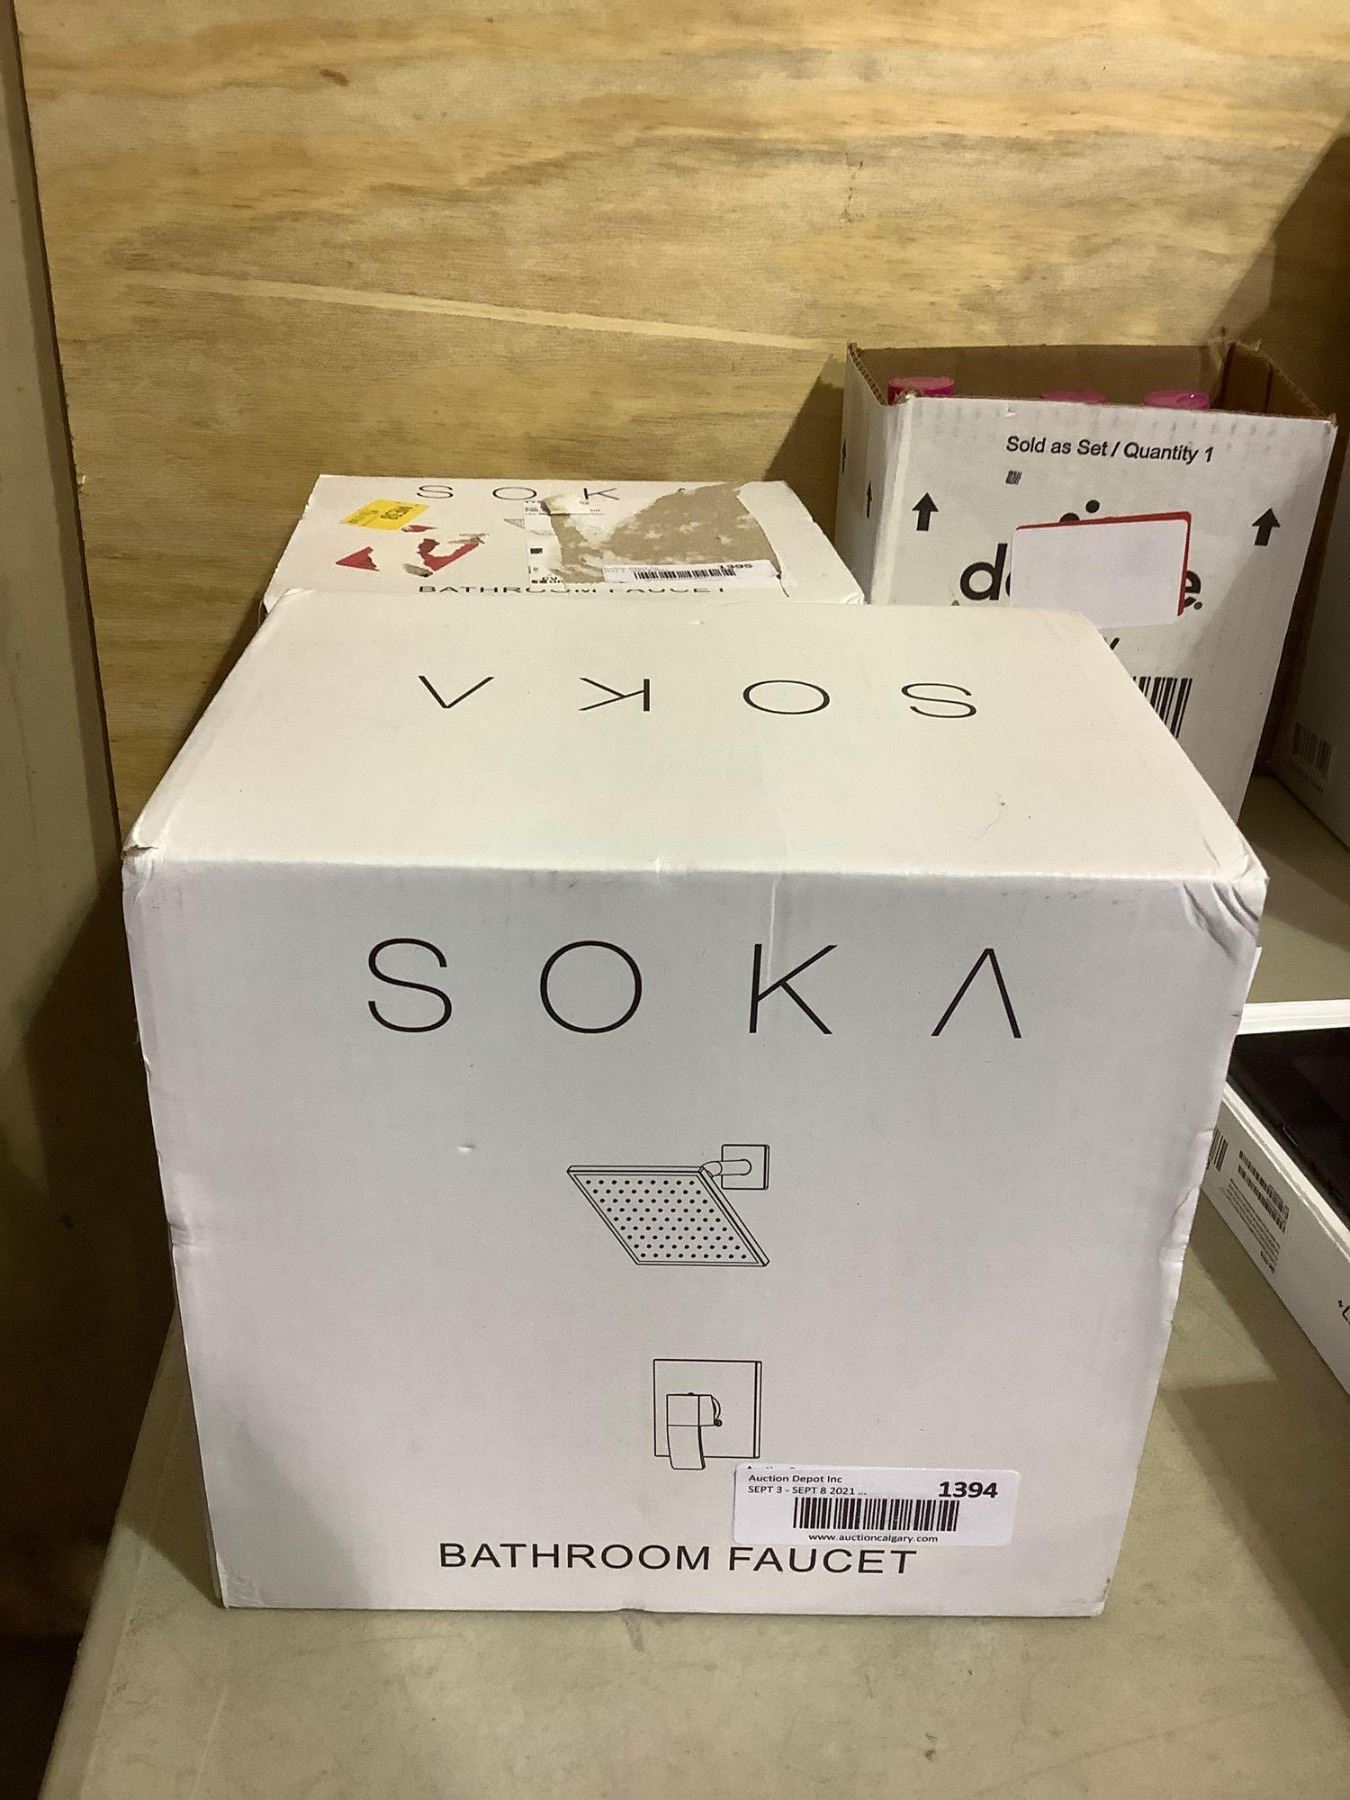 Sold as Set / Quantity 1
S O K A
1395
BATHROOM FAUCET
SOKA
SOKA
Auction Depot Inc
SEPT 3 - SEPT 8 2021 ...
1394
www.auctioncalgary.com
BATHROOM FAUCET